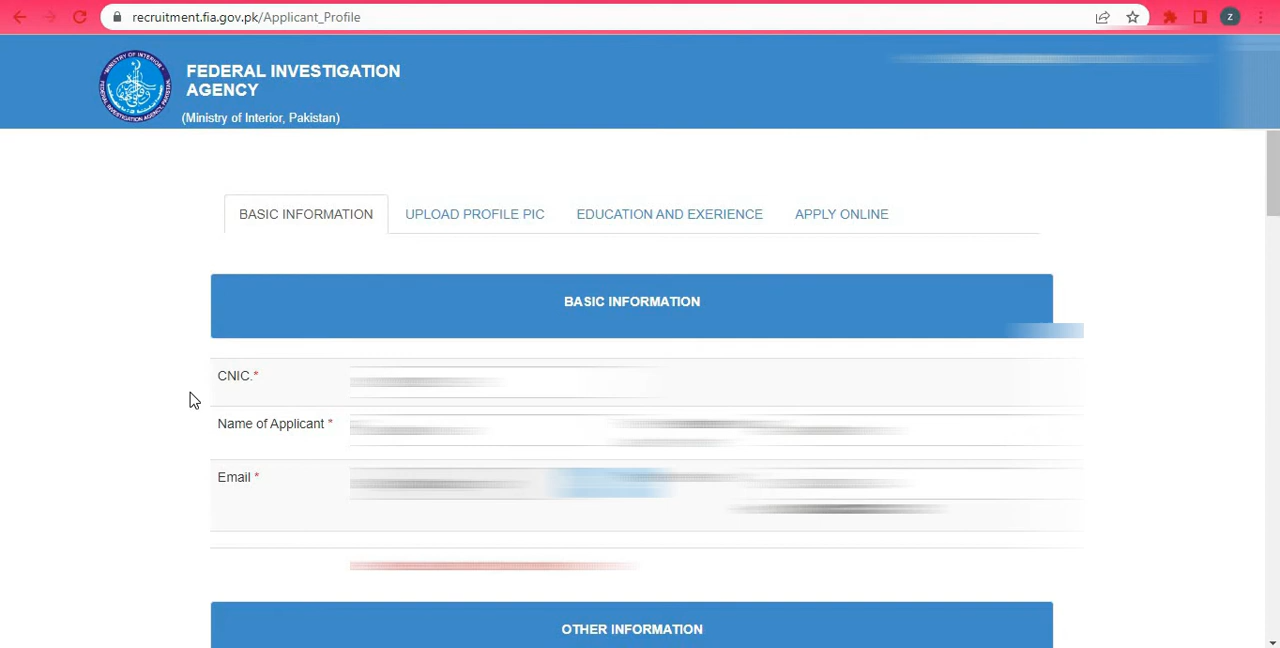 recruitment.fia.gov.pk/Applicant_Profile
Z
FEDERAL INVESTIGATION
AGENCY
(Ministry of Interior, Pakistan)
BASIC INFORMATION UPLOAD PROFILE PIC EDUCATION AND EXERIENCE APPLY ONLINE
BASIC INFORMATION
CNIC.*
Name of Applicant *
Email *
OTHER INFORMATION